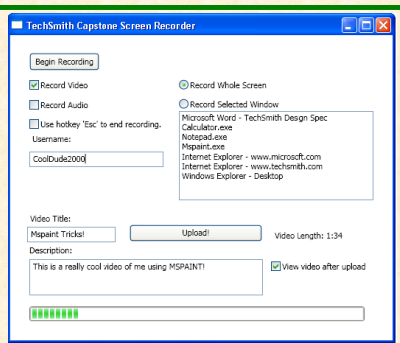 TechSmith Capstone Screen Recorder
Begin Recording
Record Video
Record Whole Screen
Record Audio
Record Selected Window
Use hotkey 'Esc' to end recording.
Username:
CoolDude2000
Microsoft Word - TechSmith Design Spec
Calculator.exe
Notepad.exe
Mspaint.exe
Internet Explorer - www.microsoft.com
Internet Explorer - www.techsmith.com
Windows Explorer - Desktop
Video Title:
Mspaint Tricks!
Upload!
Video Length: 1:34
Description:
This is a really cool video of me using MSPAINT!
View video after upload